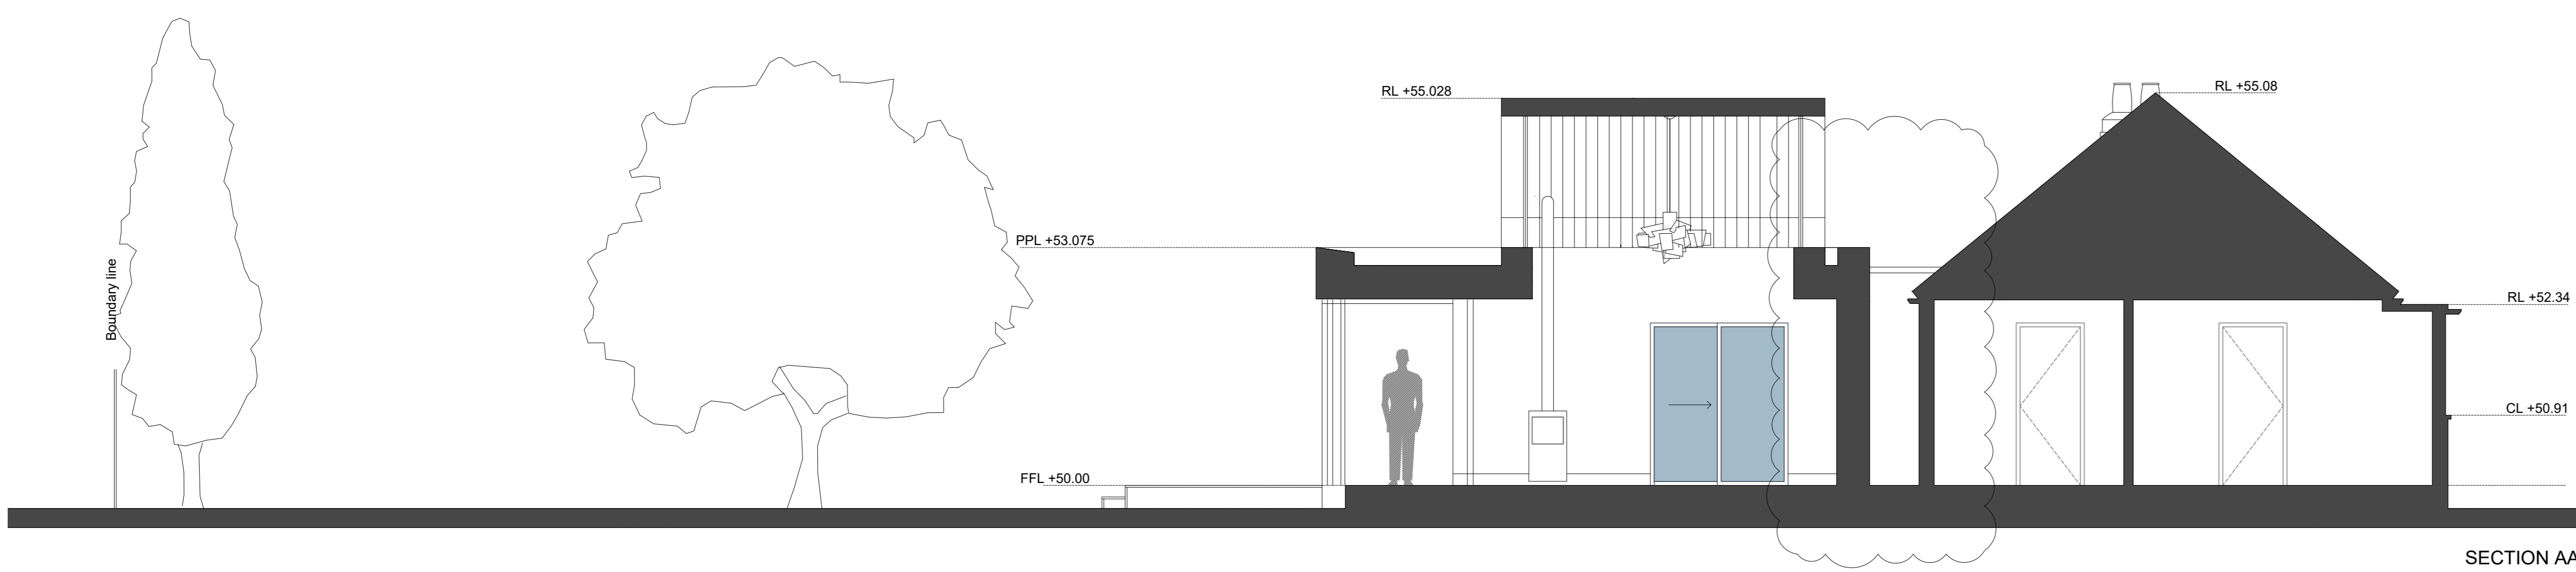 RL +55.028
RL +55.08
PPL +53.075
Boundary line
RL +52.34
CL +50.91
FFL +50.00
SECTION AA